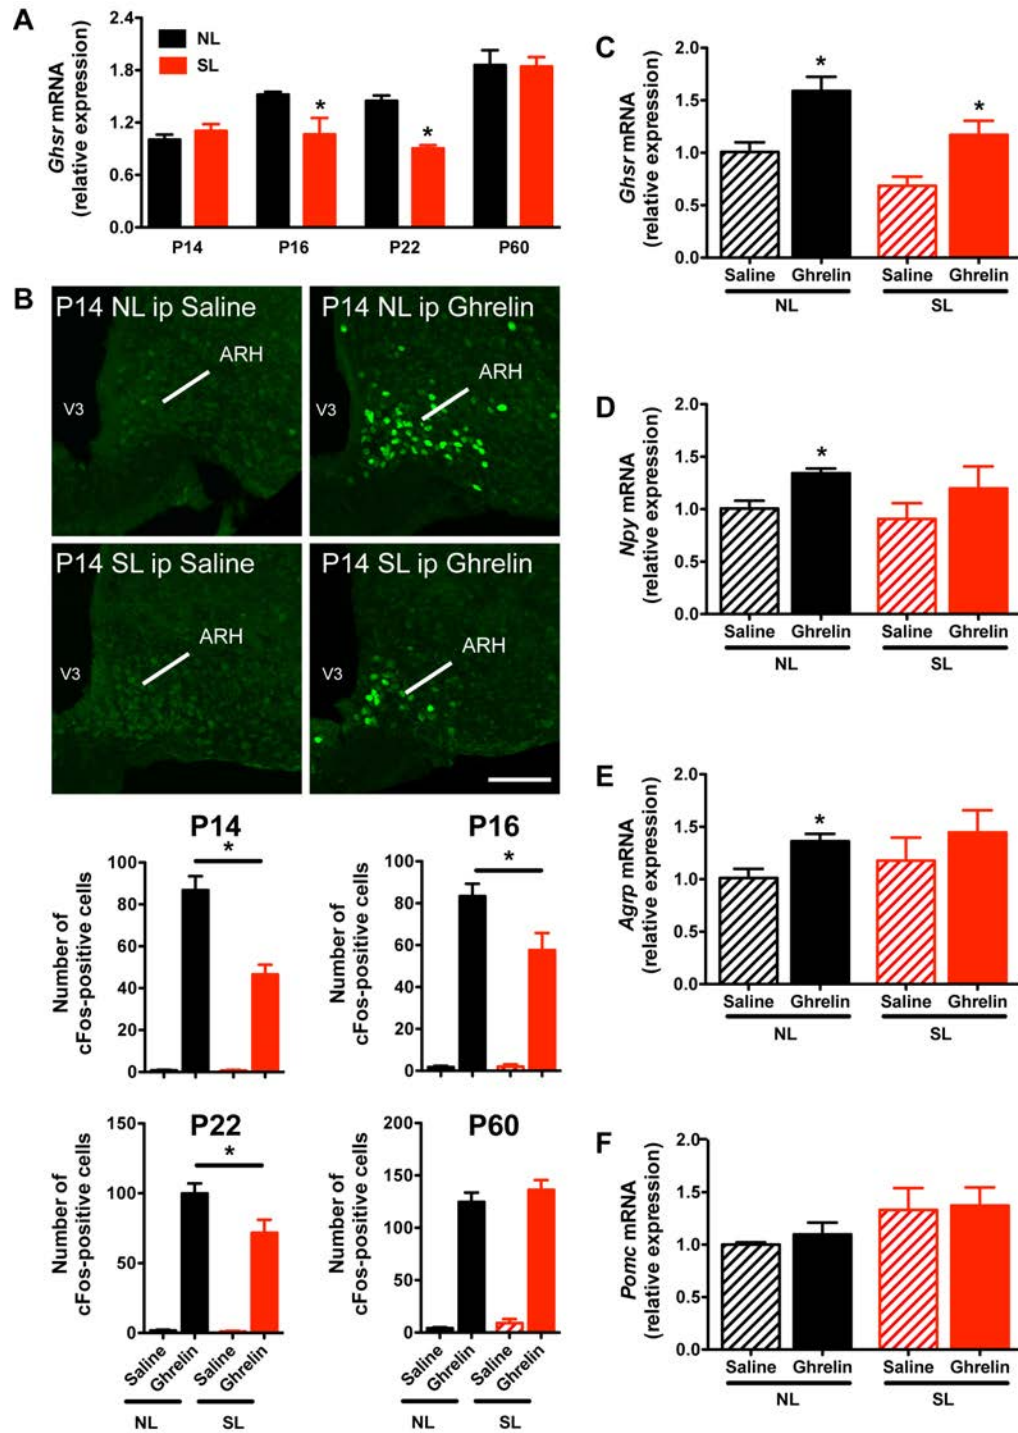 A
Ghsr mRNA
(relative expression)
2.4
1.8
1.2
0.6
0.0
NL
SL
*
*
P14
P16
P22
P60
B
P14 NL ip Saline
ARH
V3
P14 NL ip Ghrelin
ARH
V3
P14 SL ip Saline
ARH
V3
P14 SL ip Ghrelin
ARH
V3
P14
*
Number of
cFos-positive cells
100
80
60
40
20
0
P16
*
Number of
cFos-positive cells
100
80
60
40
20
0
P22
*
Number of
cFos-positive cells
150
100
50
0
Saline
Ghrelin
Saline
Ghrelin
NL
SL
P60
Number of
cFos-positive cells
200
150
100
50
0
Saline
Ghrelin
Saline
Ghrelin
NL
SL
C
Ghsr mRNA
(relative expression)
2.0
1.5
1.0
0.5
0.0
*
*
Saline Ghrelin Saline Ghrelin
NL SL
D
Npy mRNA
(relative expression)
2.0
1.5
1.0
0.5
0.0
*
Saline Ghrelin Saline Ghrelin
NL SL
E
Agrp mRNA
(relative expression)
2.0
1.5
1.0
0.5
0.0
*
Saline Ghrelin Saline Ghrelin
NL SL
F
Pomc mRNA
(relative expression)
2.0
1.5
1.0
0.5
0.0
Saline Ghrelin Saline Ghrelin
NL SL